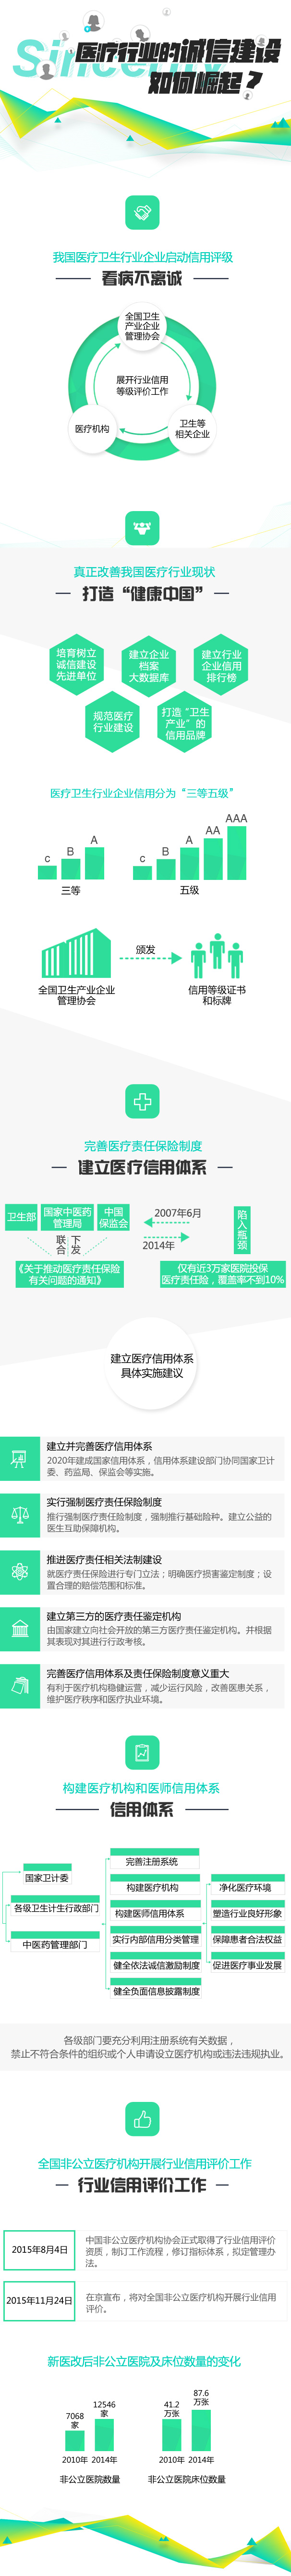 Sincerity
医疗行业的诚信建设
如何崛起？
我国医疗卫生行业企业启动信用评级
看病不离诚
全国卫生
产业企业
管理协会
展开行业信用
等级评价工作
医疗机构
卫生等
相关企业
真正改善我国医疗行业现状
打造“健康中国”
培育树立
诚信建设
先进单位
建立企业
档案
大数据库
建立行业
企业信用
排行榜
规范医疗
行业建设
打造“卫生
产业”的
信用品牌
医疗卫生行业企业信用分为“三等五级”
C
B
A
三等
C
B
A
AA
AAA
五级
全国卫生产业企业
管理协会
颁发
信用等级证书
和标牌
完善医疗责任保险制度
建立医疗信用体系
卫生部
国家中医药
管理局
中国
保监会
联合
下发
《关于推动医疗责任保险
有关问题的通知》
2007年6月
2014年
陷入瓶颈
仅有近3万家医院投保
医疗责任险，覆盖率不到10%
建立医疗信用体系
具体实施建议
建立并完善医疗信用体系
2020年建成国家信用体系，信用体系建设部门协同国家卫计
委、药监局、保监会等实施。
实行强制医疗责任保险制度
推行强制医疗责任险制度，强制推行基础险种。建立公益的
医生互助保障机构。
推进医疗责任相关法制建设
就医疗责任保险进行专门立法；明确医疗损害鉴定制度；设
置合理的赔偿范围和标准。
建立第三方的医疗责任鉴定机构
由国家建立向社会开放的第三方医疗责任鉴定机构。并根据
其表现对其进行行政考核。
完善医疗信用体系及责任保险制度意义重大
有利于医疗机构稳健运营，减少运行风险，改善医患关系，
维护医疗秩序和医疗执业环境。
构建医疗机构和医师信用体系
信用体系
国家卫计委
各级卫生计生行政部门
中医药管理部门
完善注册系统
构建医疗机构
构建医师信用体系
实行内部信用分类管理
健全依法诚信激励制度
健全负面信息披露制度
净化医疗环境
塑造行业良好形象
保障患者合法权益
促进医疗事业发展
各级部门要充分利用注册系统有关数据，
禁止不符合条件的组织或个人申请设立医疗机构或违法违规执业。
全国非公立医疗机构开展行业信用评价工作
行业信用评价工作
2015年8月4日
中国非公立医疗机构协会正式取得了行业信用评价
资质，制订工作流程，修订指标体系，拟定管理办
法。
2015年11月24日
在京宣布，将对全国非公立医疗机构开展行业信用
评价。
新医改后非公立医院及床位数量的变化
7068
家
12546
家
2010年 2014年
非公立医院数量
41.2
万张
87.6
万张
2010年 2014年
非公立医院床位数量